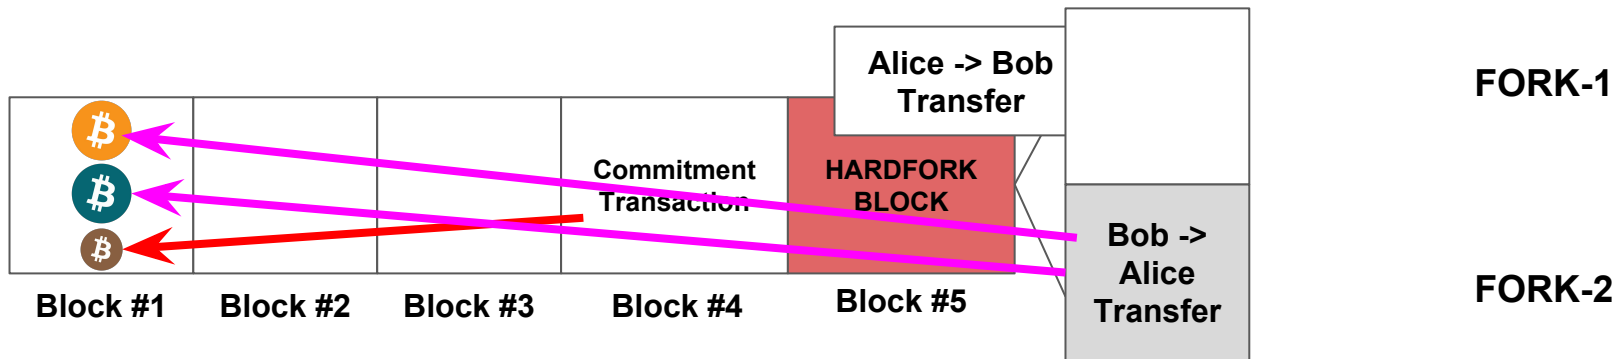 Alice -> Bob
Transfer
FORK-1
Commitment
Transaction
HARDFORK
BLOCK
Bob ->
Alice
Transfer
FORK-2
Block #1
Block #2
Block #3
Block #4
Block #5